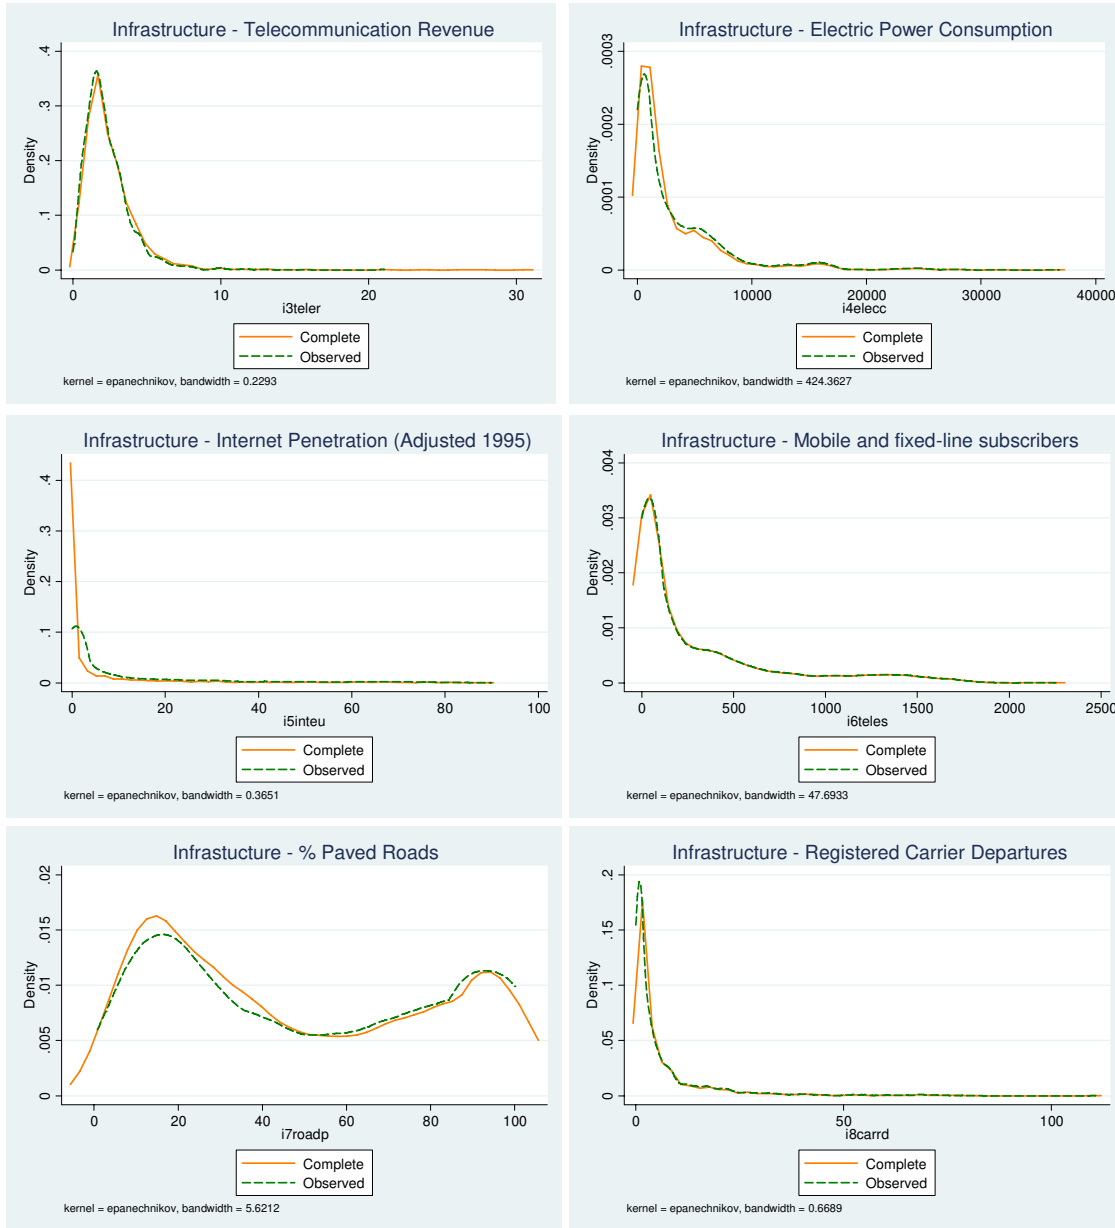 Infrastructure - Telecommunication Revenue
Density
0 .1 .2 .3 .4
0 10 20 30
i3teler
Complete
Observed
kernel = epanechnikov, bandwidth = 0.2293
Infrastructure - Electric Power Consumption
Density
0 .0001 .0002 .0003
0 10000 20000 30000 40000
i4elecc
Complete
Observed
kernel = epanechnikov, bandwidth = 424.3627
Infrastructure - Internet Penetration (Adjusted 1995)
Density
0 .1 .2 .3 .4
0 20 40 60 80 100
i5inteu
Complete
Observed
kernel = epanechnikov, bandwidth = 0.3651
Infrastructure - Mobile and fixed-line subscribers
Density
0 .001 .002 .003 .004
0 500 1000 1500 2000 2500
i6teles
Complete
Observed
kernel = epanechnikov, bandwidth = 47.6933
Infrastucture - % Paved Roads
Density
0 .005 .01 .015 .02
0 20 40 60 80 100
i7roadp
Complete
Observed
kernel = epanechnikov, bandwidth = 5.6212
Infrastructure - Registered Carrier Departures
Density
0 .05 .1 .15 .2
0 50 100
i8carrd
Complete
Observed
kernel = epanechnikov, bandwidth = 0.6689